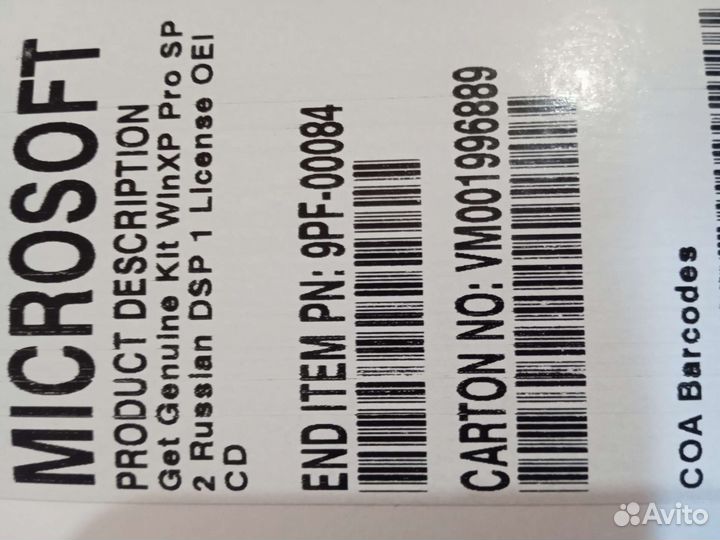 MICROSOFT
PRODUCT DESCRIPTION
Get Genuine Kit WinXP Pro SP
2 Russian DSP 1 License OEI
CD
END ITEM PN: 9PF-00084
CARTON NO: VM001996889
COA Barcodes
Avito